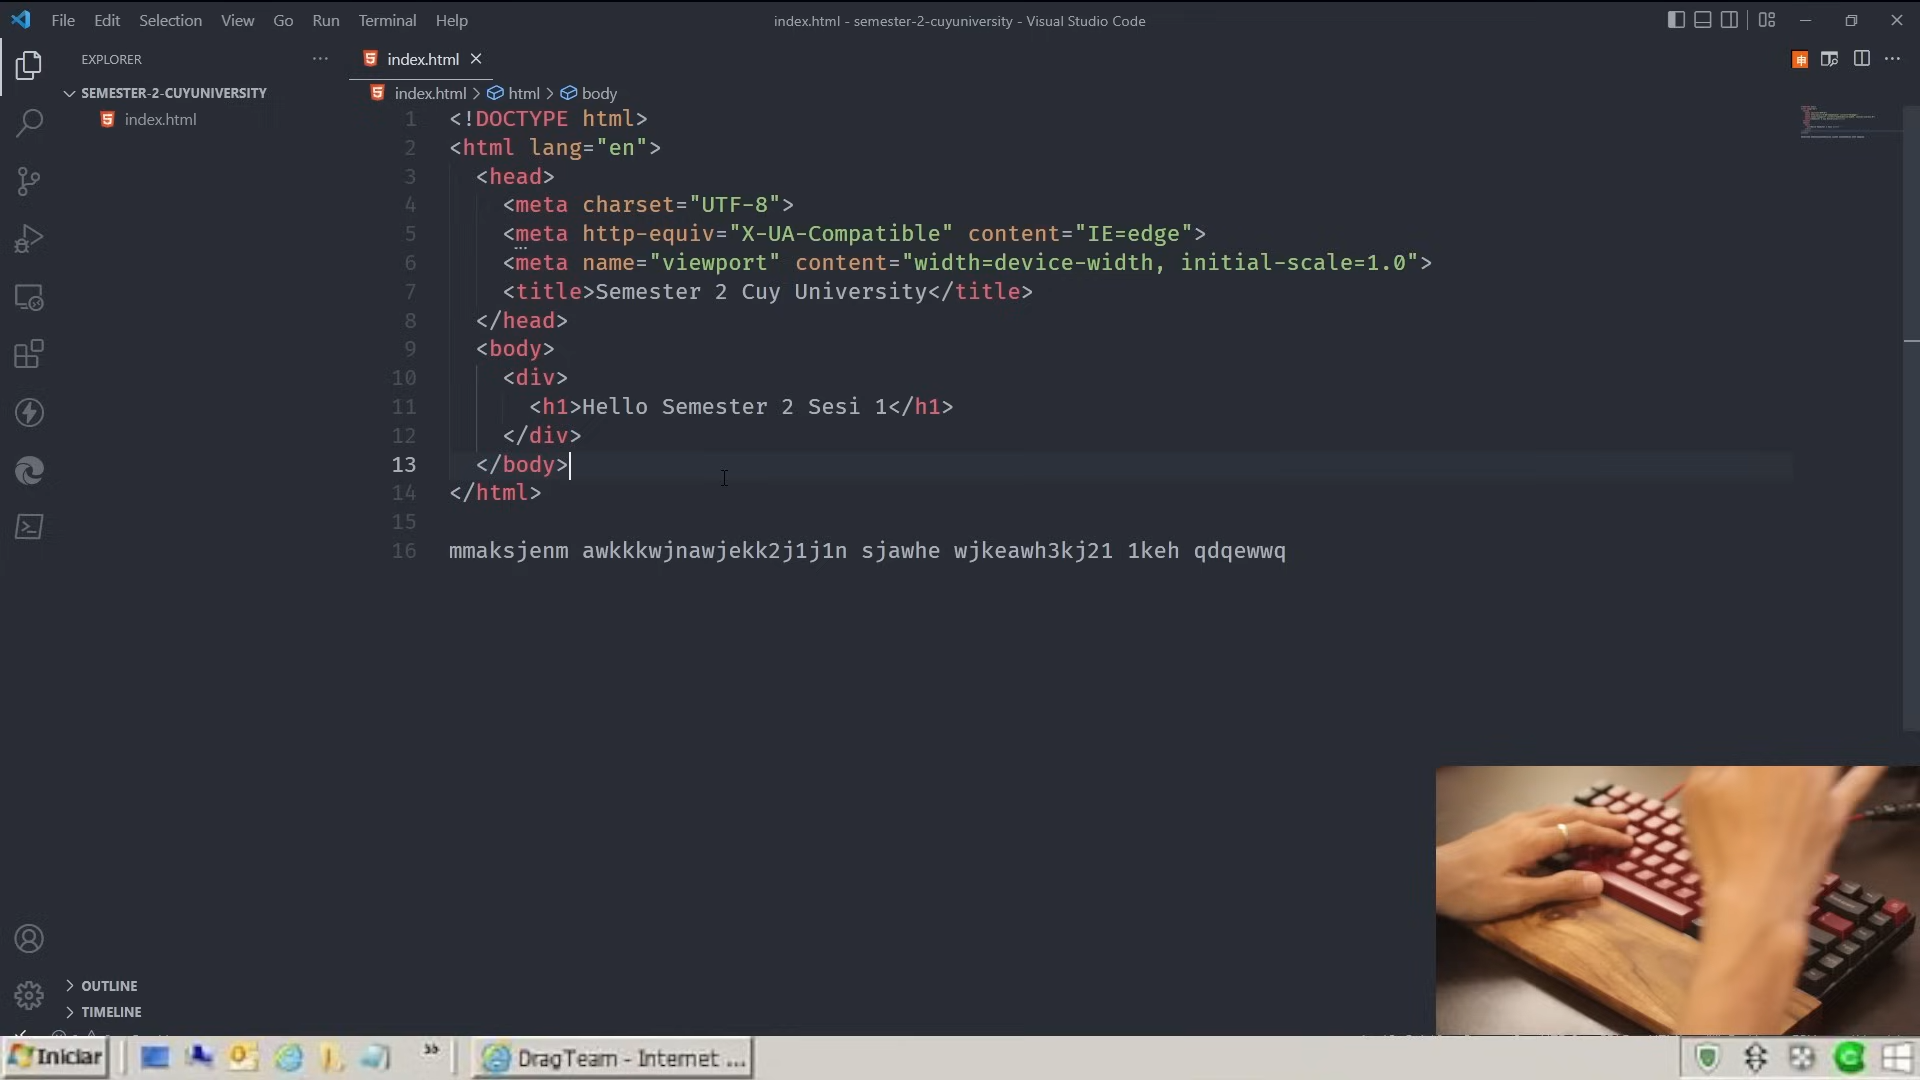 File Edit Selection View Go Run Terminal Help
index.html - semester-2-cuyuniversity - Visual Studio Code
EXPLORER
index.html
SEMESTER-2-CUYUNIVERSITY
index.html
index.html > html > body
1 <!DOCTYPE html>
2 <html lang="en">
3 <head>
4 <meta charset="UTF-8">
5 <meta http-equiv="X-UA-Compatible" content="IE=edge">
6 <meta name="viewport" content="width=device-width, initial-scale=1.0">
7 <title>Semester 2 Cuy University</title>
8 </head>
9 <body>
10 <div>
11 <h1>Hello Semester 2 Sesi 1</h1>
12 </div>
13 </body>
14 </html>
15
16 mmaksjenm awkkkwjnawjekk2j1j1n sjawhe wjkeawh3kj21 1keh qdqewwq
OUTLINE
TIMELINE
Iniciar
DragTeam - Internet ...